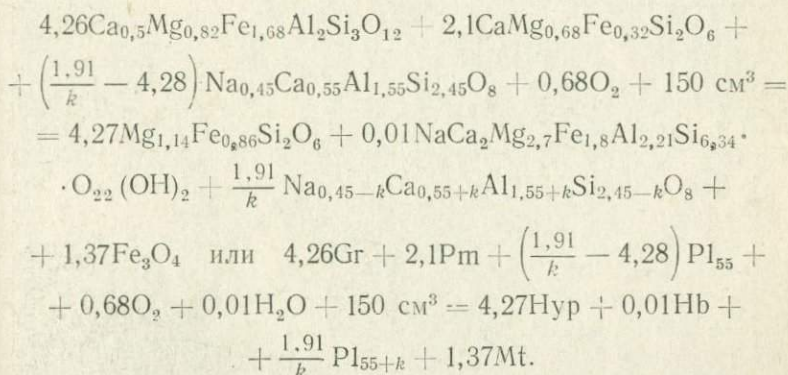 4,26Ca₀,₅Mg₀,₈₂Fe₁,₆₈Al₂Si₃O₁₂ + 2,1CaMg₀,₆₈Fe₀,₃₂Si₂O₆ +
+ (1,91/k − 4,28) Na₀,₄₅Ca₀,₅₅Al₁,₅₅Si₂,₄₅O₈ + 0,68O₂ + 150 см³ =
= 4,27Mg₁,₁₄Fe₀,₈₆Si₂O₆ + 0,01NaCa₂Mg₂,₇Fe₁,₈Al₂,₂₁Si₆,₃₄·
·O₂₂ (OH)₂ + 1,91/k Na₀,₄₅₋ₖCa₀,₅₅₊ₖAl₁,₅₅₊ₖSi₂,₄₅₋ₖO₈ +
+ 1,37Fe₃O₄ или 4,26Gr + 2,1Pm + (1,91/k − 4,28) Pl₅₅ +
+ 0,68O₂ + 0,01H₂O + 150 см³ = 4,27Hyp + 0,01Hb +
+ 1,91/k Pl₅₅₊ₖ + 1,37Mt.